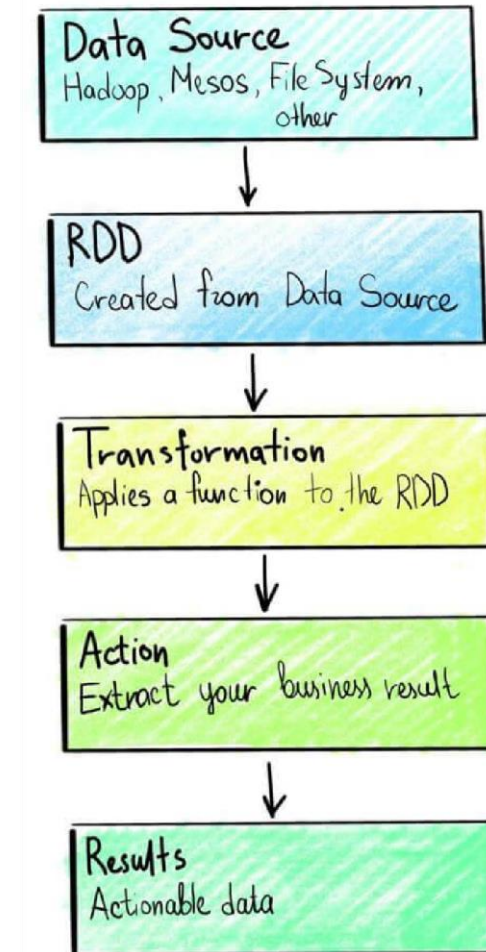 Data Source
Hadoop, Mesos, File System,
other
RDD
Created from Data Source
Transformation
Applies a function to the RDD
Action
Extract your business result
Results
Actionable data